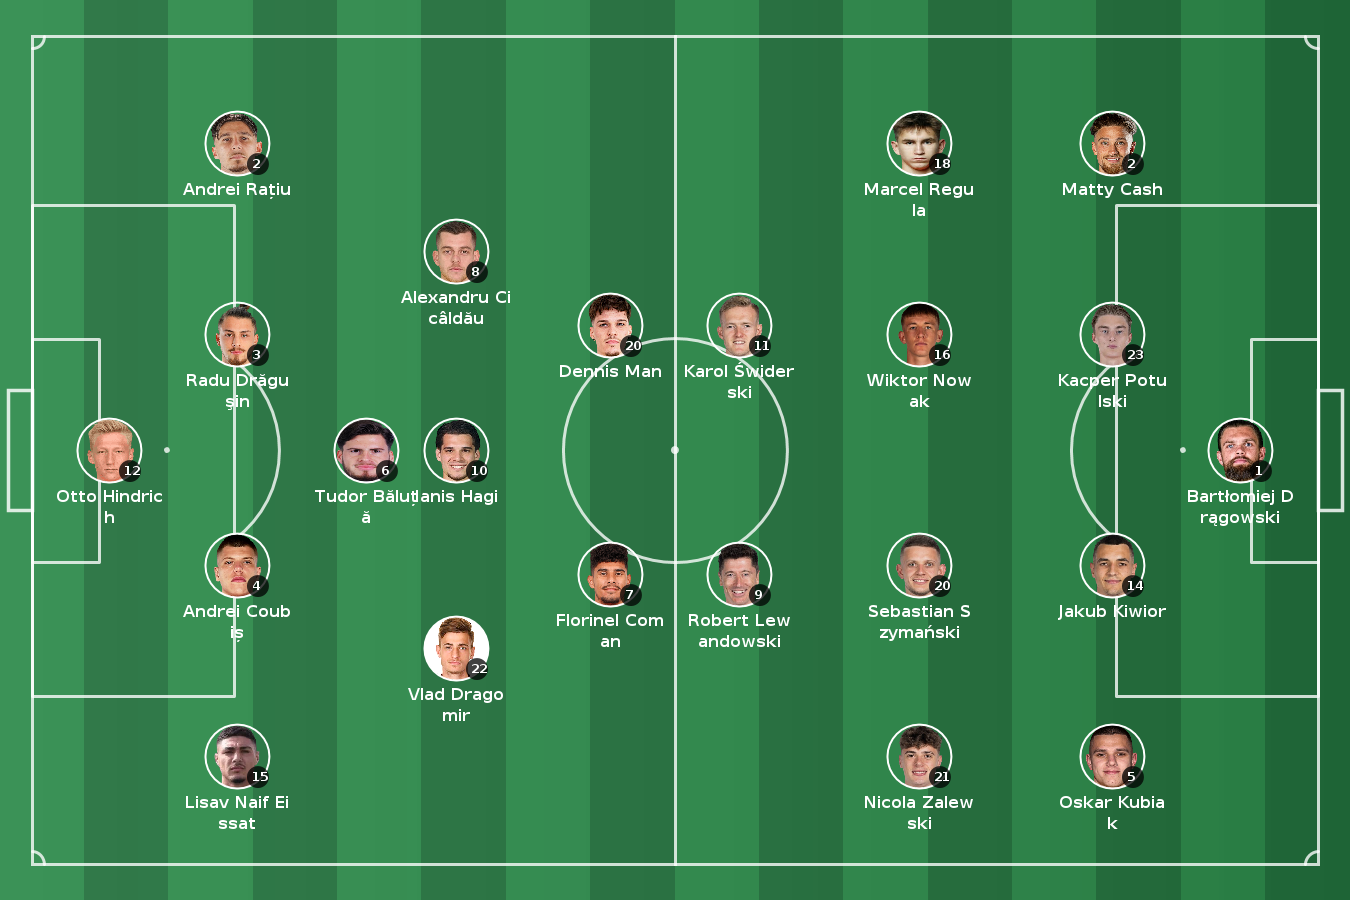 2
Andrei Rațiu
18
Marcel Regu
la
2
Matty Cash
8
Alexandru Ci
câldău
3
Radu Drăgu
șin
20
Dennis Man
11
Karol Świder
ski
16
Wiktor Now
ak
23
Kacper Potu
lski
12
Otto Hindric
h
6
Tudor Băluț
ă
10
Ianis Hagi
1
Bartłomiej D
rągowski
4
Andrei Coub
iș
7
Florinel Com
an
9
Robert Lew
andowski
20
Sebastian S
zymański
14
Jakub Kiwior
22
Vlad Drago
mir
15
Lisav Naif Ei
ssat
21
Nicola Zalew
ski
5
Oskar Kubia
k